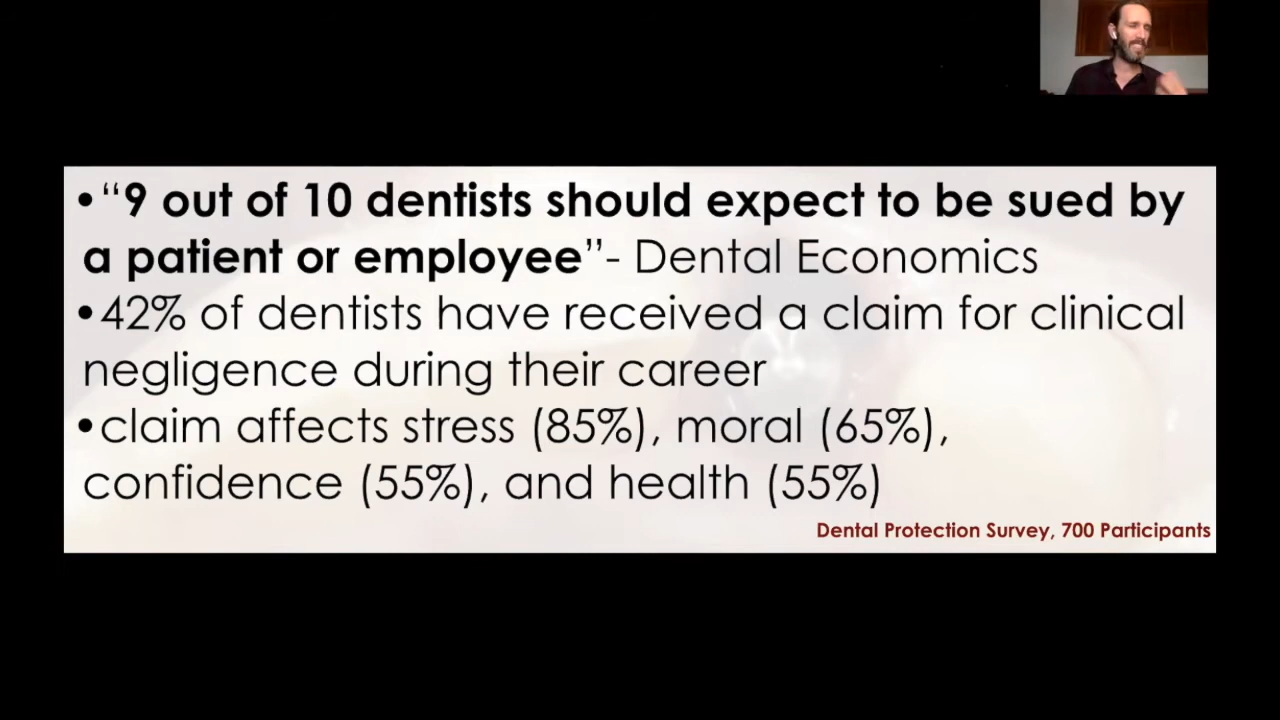 •“9 out of 10 dentists should expect to be sued by
a patient or employee”- Dental Economics
•42% of dentists have received a claim for clinical
negligence during their career
•claim affects stress (85%), moral (65%),
confidence (55%), and health (55%)
Dental Protection Survey, 700 Participants